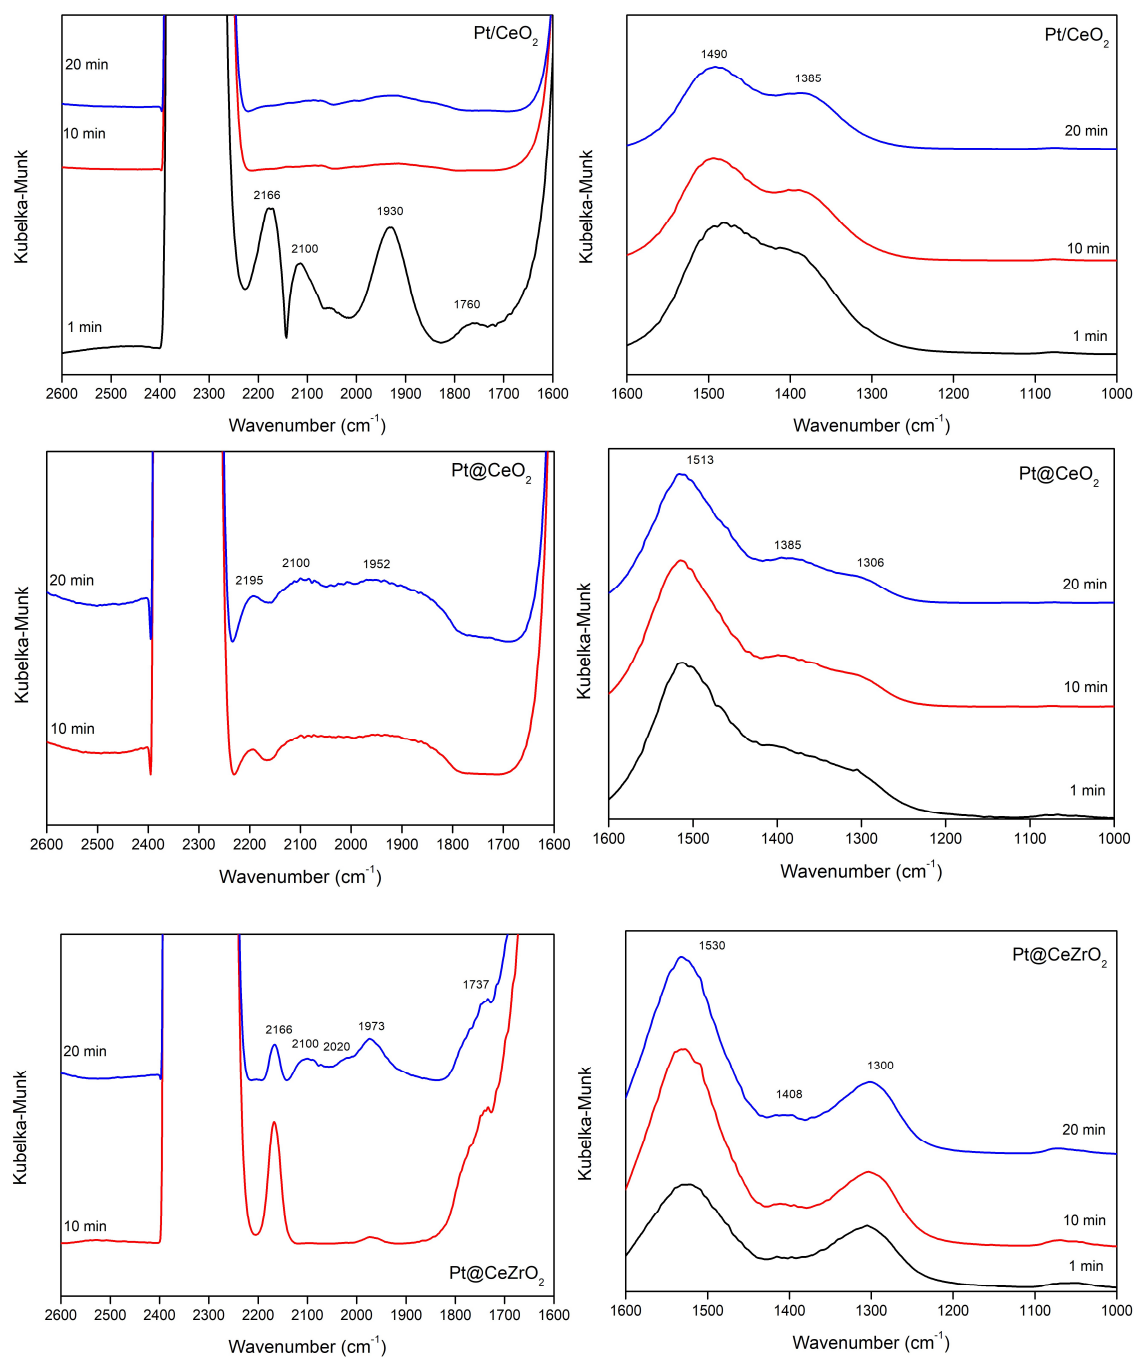 Pt/CeO₂
20 min
10 min
2166
2100
1930
1760
1 min
Kubelka-Munk
2600 2500 2400 2300 2200 2100 2000 1900 1800 1700 1600
Wavenumber (cm⁻¹)
Pt/CeO₂
1490
1385
20 min
10 min
1 min
Kubelka-Munk
1600 1500 1400 1300 1200 1100 1000
Wavenumber (cm⁻¹)
Pt@CeO₂
20 min
2195
2100
1952
10 min
Kubelka-Munk
2600 2500 2400 2300 2200 2100 2000 1900 1800 1700 1600
Wavenumber (cm⁻¹)
Pt@CeO₂
1513
1385
1306
20 min
10 min
1 min
Kubelka-Munk
1600 1500 1400 1300 1200 1100 1000
Wavenumber (cm⁻¹)
20 min
2166
2100
2020
1973
1737
10 min
Pt@CeZrO₂
Kubelka-Munk
2600 2500 2400 2300 2200 2100 2000 1900 1800 1700 1600
Wavenumber (cm⁻¹)
Pt@CeZrO₂
1530
1408
1300
20 min
10 min
1 min
Kubelka-Munk
1600 1500 1400 1300 1200 1100 1000
Wavenumber (cm⁻¹)